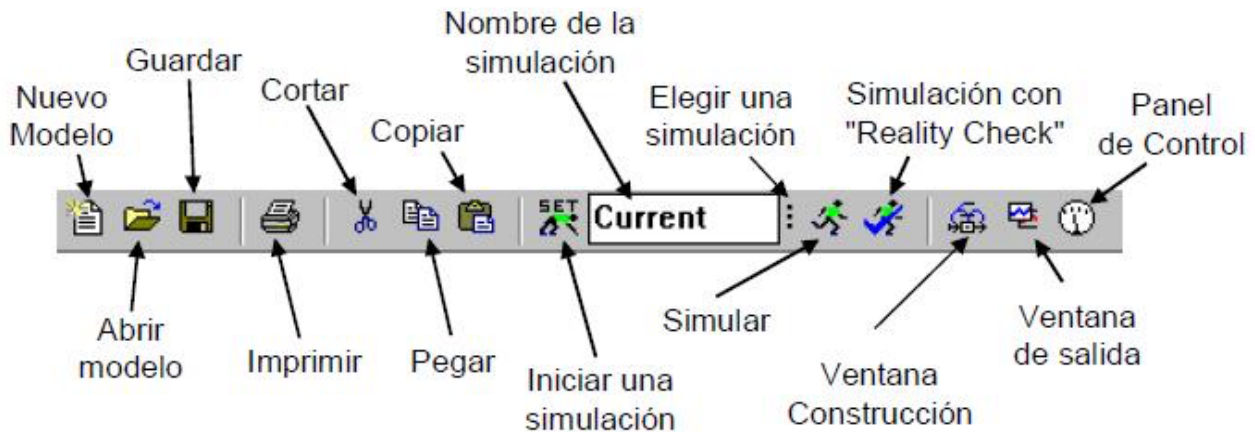 Nombre de la
simulación
Guardar
Nuevo
Modelo
Cortar
Copiar
Elegir una
simulación
Simulación con
"Reality Check"
Panel
de Control
SET
Current
Abrir
modelo
Imprimir
Pegar
Iniciar una
simulación
Simular
Ventana
Construcción
Ventana
de salida